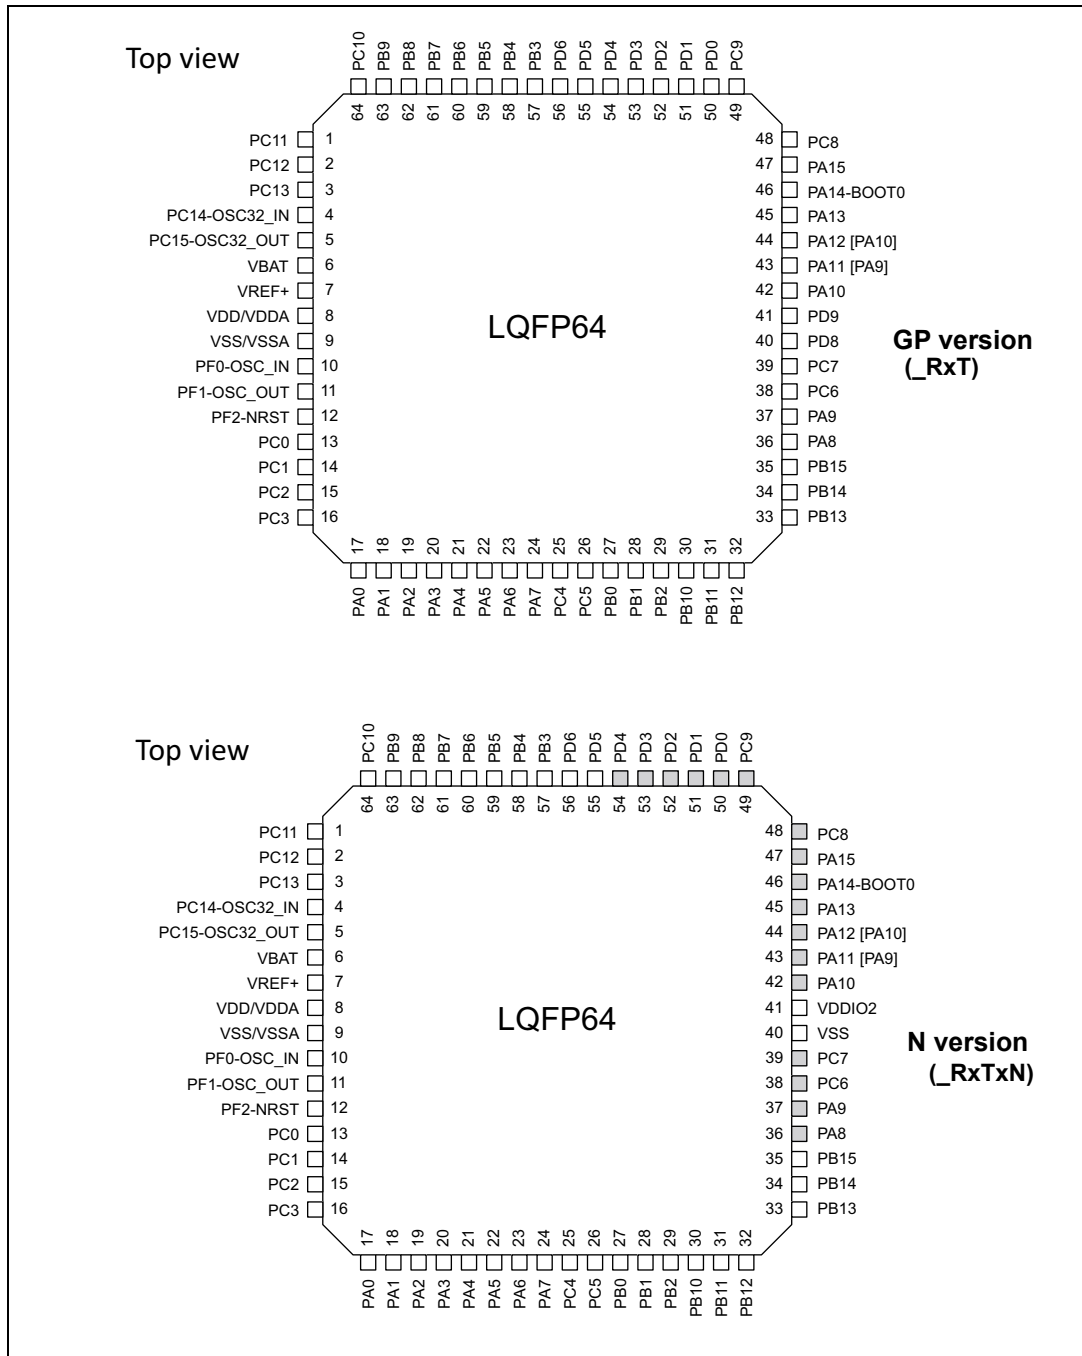 Top view
PC10 PB9 PB8 PB7 PB6 PB5 PB4 PB3 PD6 PD5 PD4 PD3 PD2 PD1 PD0 PC9
64 63 62 61 60 59 58 57 56 55 54 53 52 51 50 49
PC11 1 48 PC8
PC12 2 47 PA15
PC13 3 46 PA14-BOOT0
PC14-OSC32_IN 4 45 PA13
PC15-OSC32_OUT 5 44 PA12 [PA10]
VBAT 6 43 PA11 [PA9]
VREF+ 7 42 PA10
VDD/VDDA 8 41 PD9
LQFP64
GP version
(_RxT)
VSS/VSSA 9 40 PD8
PF0-OSC_IN 10 39 PC7
PF1-OSC_OUT 11 38 PC6
PF2-NRST 12 37 PA9
PC0 13 36 PA8
PC1 14 35 PB15
PC2 15 34 PB14
PC3 16 33 PB13
17 18 19 20 21 22 23 24 25 26 27 28 29 30 31 32
PA0 PA1 PA2 PA3 PA4 PA5 PA6 PA7 PC4 PC5 PB0 PB1 PB2 PB10 PB11 PB12
Top view
PC10 PB9 PB8 PB7 PB6 PB5 PB4 PB3 PD6 PD5 PD4 PD3 PD2 PD1 PD0 PC9
64 63 62 61 60 59 58 57 56 55 54 53 52 51 50 49
PC11 1 48 PC8
PC12 2 47 PA15
PC13 3 46 PA14-BOOT0
PC14-OSC32_IN 4 45 PA13
PC15-OSC32_OUT 5 44 PA12 [PA10]
VBAT 6 43 PA11 [PA9]
VREF+ 7 42 PA10
VDD/VDDA 8 41 VDDIO2
LQFP64
N version
(_RxTxN)
VSS/VSSA 9 40 VSS
PF0-OSC_IN 10 39 PC7
PF1-OSC_OUT 11 38 PC6
PF2-NRST 12 37 PA9
PC0 13 36 PA8
PC1 14 35 PB15
PC2 15 34 PB14
PC3 16 33 PB13
17 18 19 20 21 22 23 24 25 26 27 28 29 30 31 32
PA0 PA1 PA2 PA3 PA4 PA5 PA6 PA7 PC4 PC5 PB0 PB1 PB2 PB10 PB11 PB12